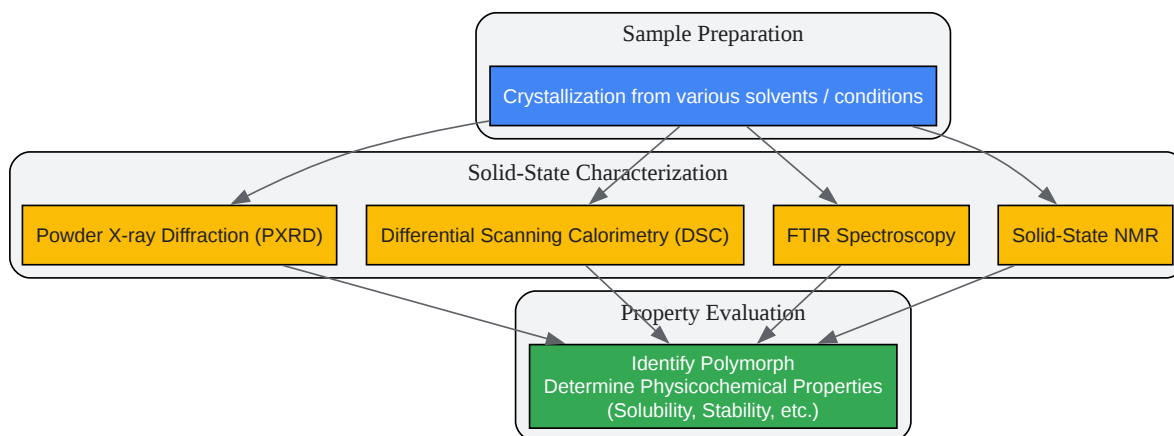 Sample Preparation
Crystallization from various solvents / conditions
Solid-State Characterization
Powder X-ray Diffraction (PXRD)
Differential Scanning Calorimetry (DSC)
FTIR Spectroscopy
Solid-State NMR
Property Evaluation
Identify Polymorph
Determine Physicochemical Properties
(Solubility, Stability, etc.)